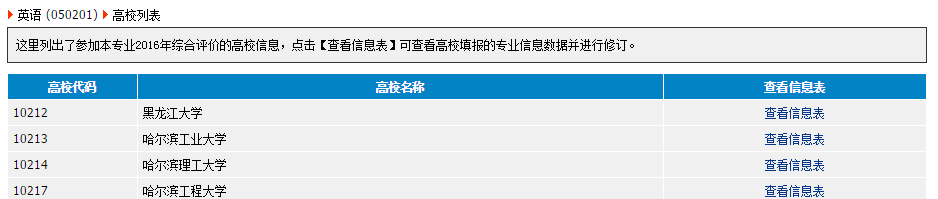 英语 (050201) 高校列表
这里列出了参加本专业2016年综合评价的高校信息，点击【查看信息表】可查看高校填报的专业信息数据并进行修订。
高校代码 高校名称 查看信息表
10212 黑龙江大学 查看信息表
10213 哈尔滨工业大学 查看信息表
10214 哈尔滨理工大学 查看信息表
10217 哈尔滨工程大学 查看信息表